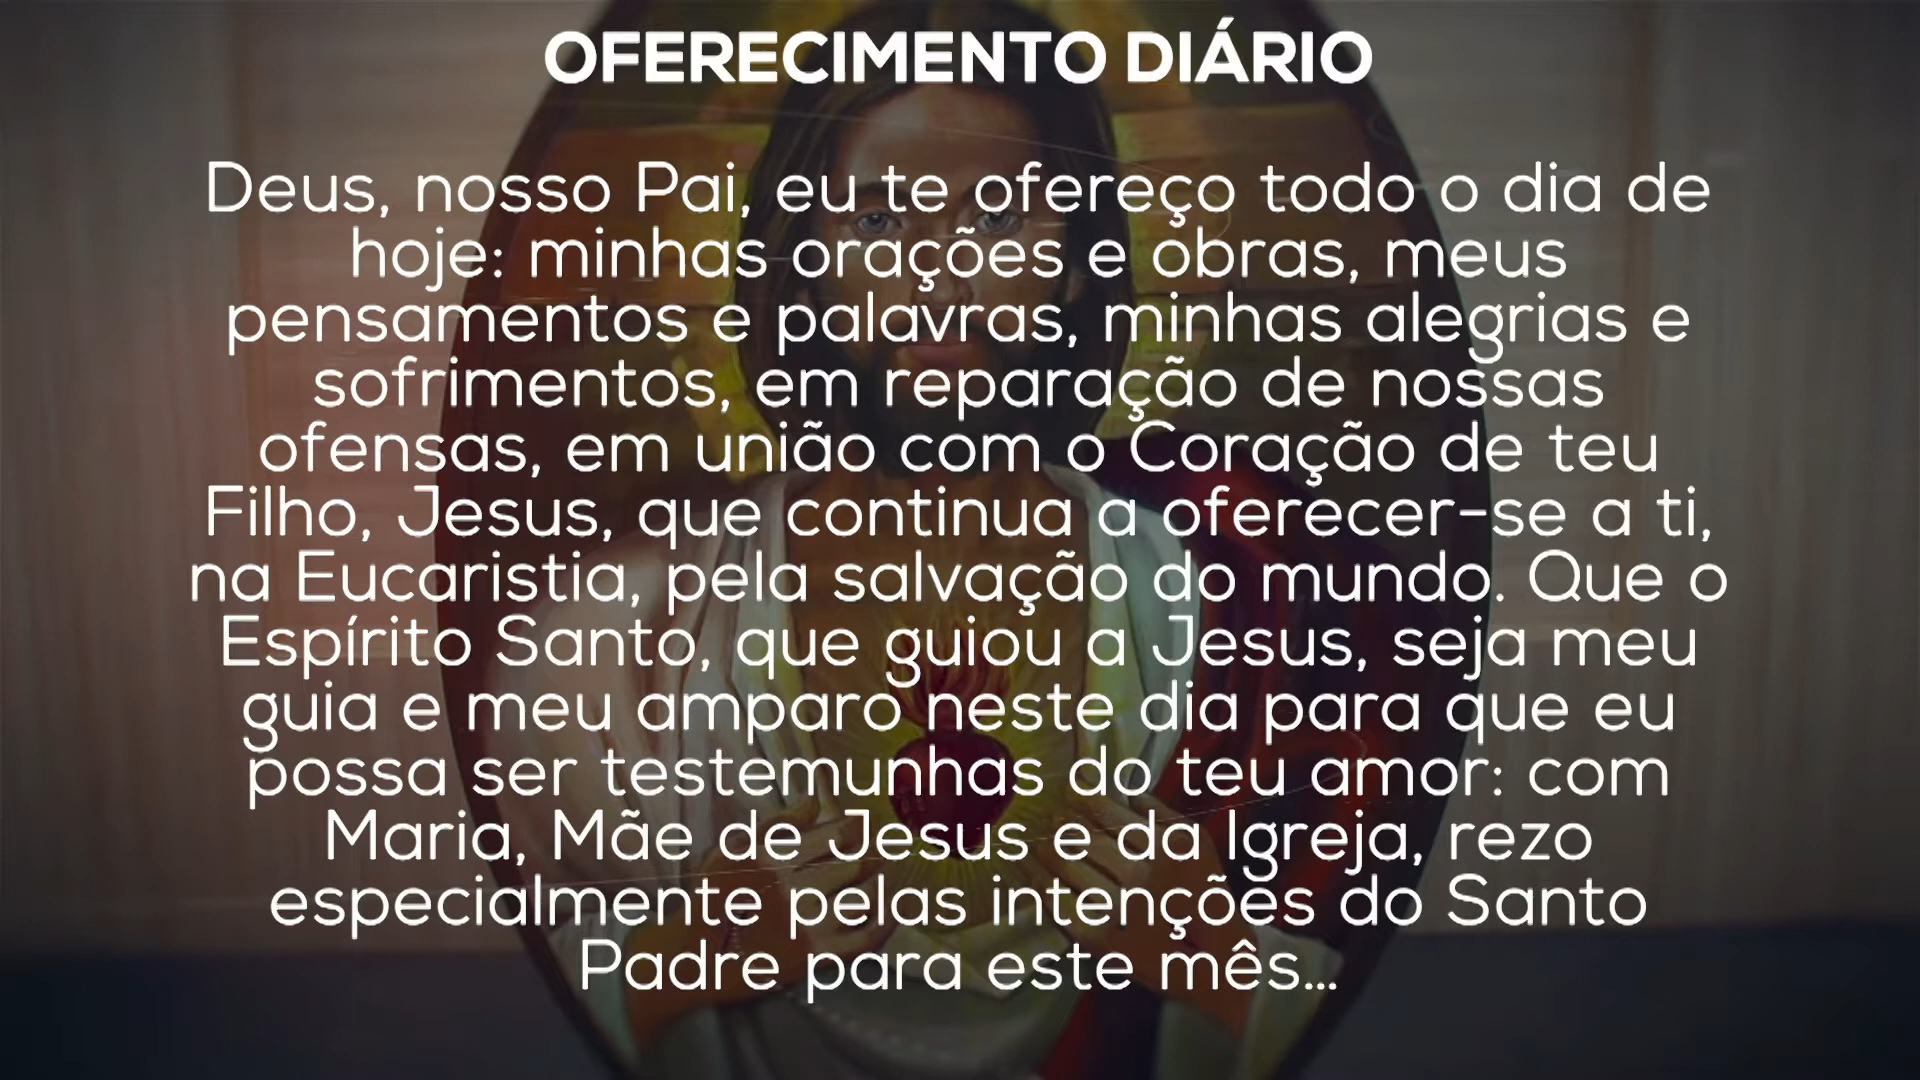 OFERECIMENTO DIÁRIO
Deus, nosso Pai, eu te ofereço todo o dia de
hoje: minhas orações e obras, meus
pensamentos e palavras, minhas alegrias e
sofrimentos, em reparação de nossas
ofensas, em união com o Coração de teu
Filho, Jesus, que continua a oferecer-se a ti,
na Eucaristia, pela salvação do mundo. Que o
Espírito Santo, que guiou a Jesus, seja meu
guia e meu amparo neste dia para que eu
possa ser testemunhas do teu amor: com
Maria, Mãe de Jesus e da Igreja, rezo
especialmente pelas intenções do Santo
Padre para este mês...